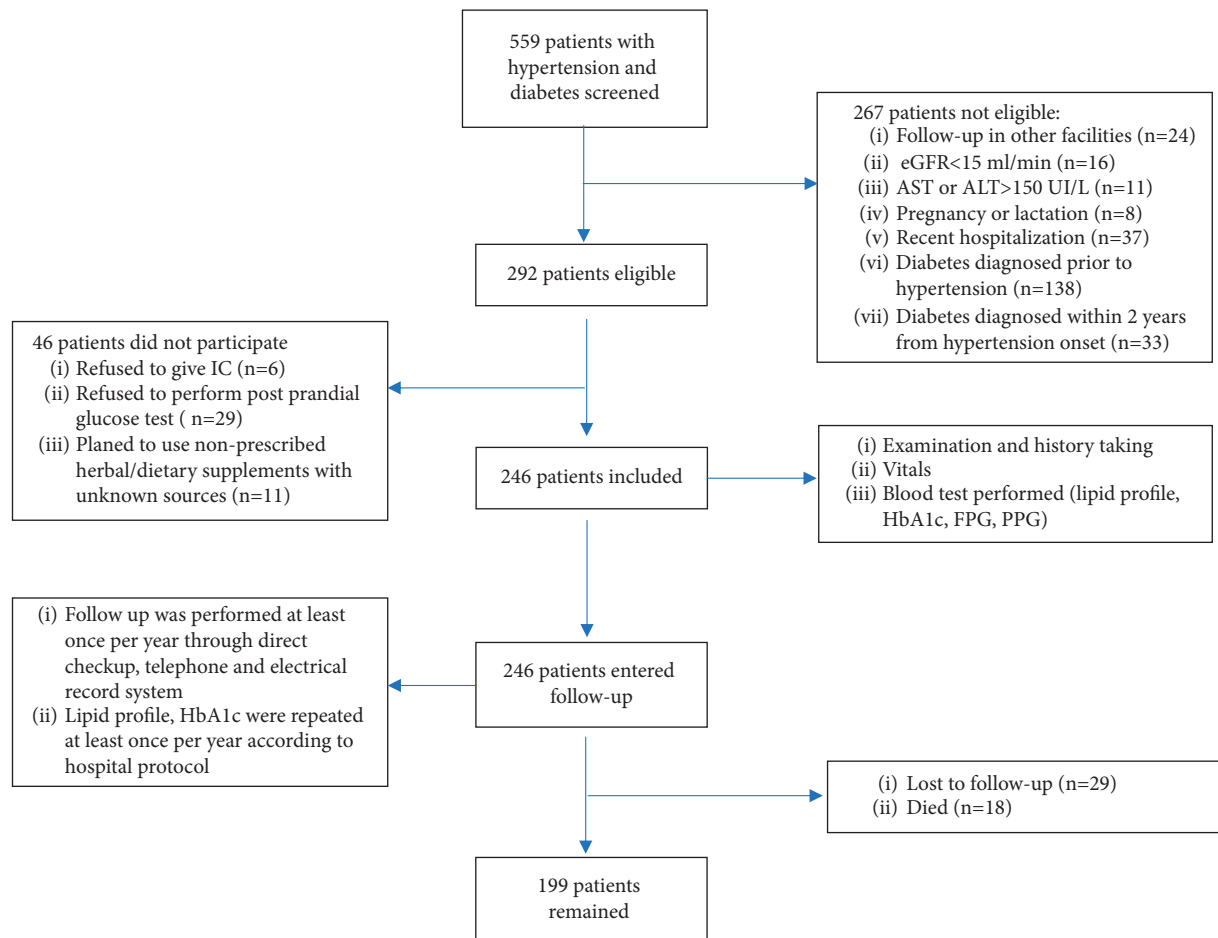 559 patients with
hypertension and
diabetes screened
267 patients not eligible:
(i) Follow-up in other facilities (n=24)
(ii) eGFR<15 ml/min (n=16)
(iii) AST or ALT>150 UI/L (n=11)
(iv) Pregnancy or lactation (n=8)
(v) Recent hospitalization (n=37)
(vi) Diabetes diagnosed prior to
hypertension (n=138)
(vii) Diabetes diagnosed within 2 years
from hypertension onset (n=33)
292 patients eligible
46 patients did not participate
(i) Refused to give IC (n=6)
(ii) Refused to perform post prandial
glucose test ( n=29)
(iii) Planed to use non-prescribed
herbal/dietary supplements with
unknown sources (n=11)
246 patients included
(i) Examination and history taking
(ii) Vitals
(iii) Blood test performed (lipid profile,
HbA1c, FPG, PPG)
(i) Follow up was performed at least
once per year through direct
checkup, telephone and electrical
record system
(ii) Lipid profile, HbA1c were repeated
at least once per year according to
hospital protocol
246 patients entered
follow-up
(i) Lost to follow-up (n=29)
(ii) Died (n=18)
199 patients
remained